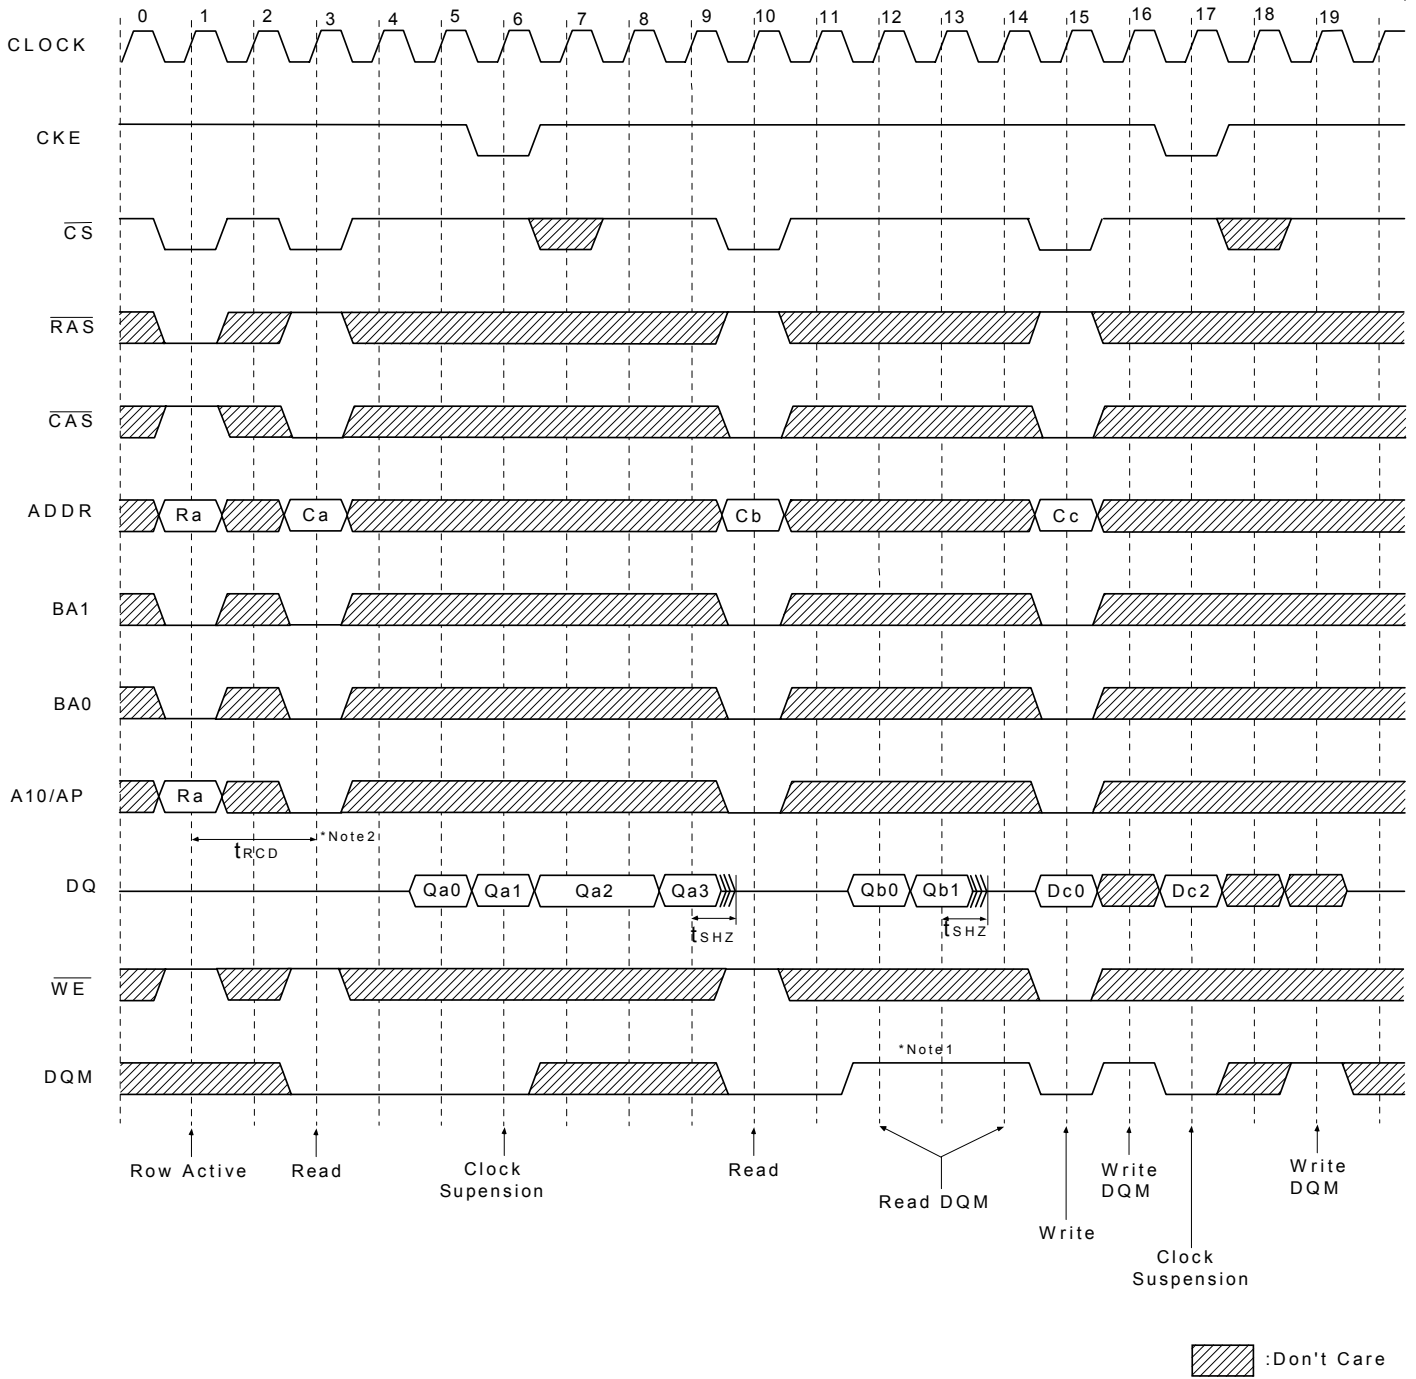 0 1 2 3 4 5 6 7 8 9 10 11 12 13 14 15 16 17 18 19
CLOCK
CKE
CS
RAS
CAS
ADDR Ra Ca Cb Cc
BA1
BA0
A10/AP Ra
tRCD *Note2
DQ Qa0 Qa1 Qa2 Qa3 Qb0 Qb1 Dc0 Dc2
tSHZ tSHZ
WE
*Note1
DQM
Row Active Read Clock Read Write Write
Supension DQM DQM
Read DQM
Write
Clock
Suspension
:Don't Care